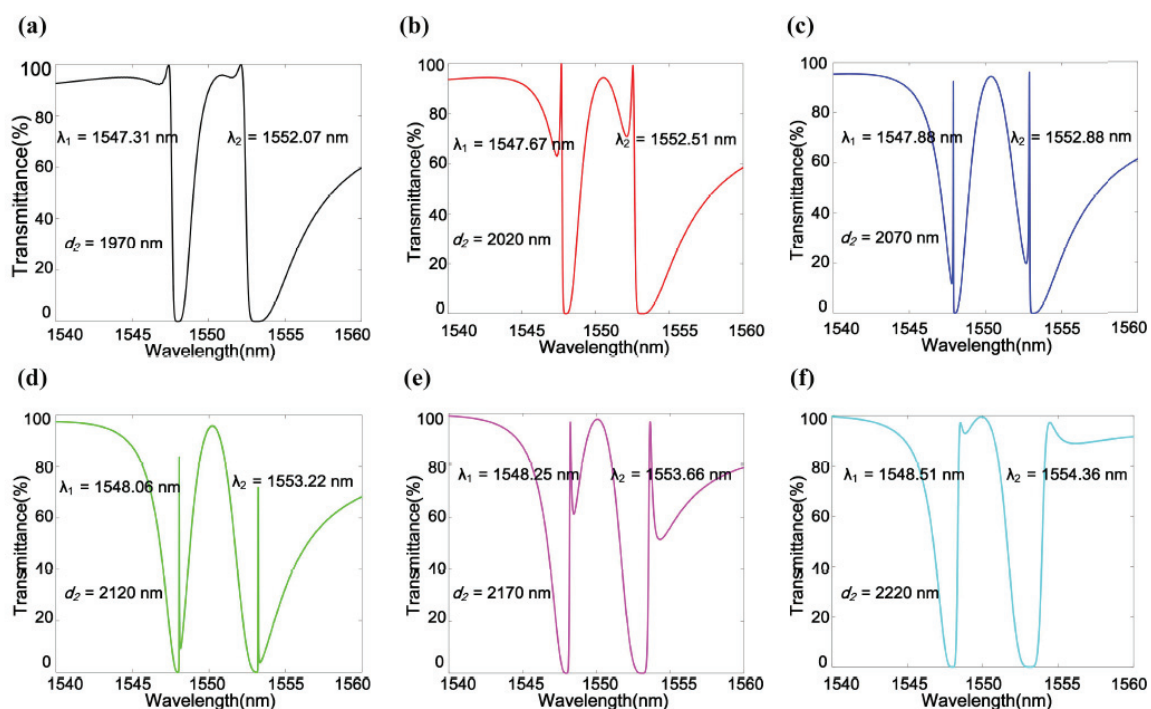 (a)
100
80
60
40
20
0
Transmittance(%)
λ₁ = 1547.31 nm
λ₂ = 1552.07 nm
d₂ = 1970 nm
1540 1545 1550 1555 1560
Wavelength(nm)
(b)
100
80
60
40
20
0
Transmittance(%)
λ₁ = 1547.67 nm
λ₂ = 1552.51 nm
d₂ = 2020 nm
1540 1545 1550 1555 1560
Wavelength(nm)
(c)
100
80
60
40
20
0
Transmittance(%)
λ₁ = 1547.88 nm
λ₂ = 1552.88 nm
d₂ = 2070 nm
1540 1545 1550 1555 1560
Wavelength(nm)
(d)
100
80
60
40
20
0
Transmittance(%)
λ₁ = 1548.06 nm
λ₂ = 1553.22 nm
d₂ = 2120 nm
1540 1545 1550 1555 1560
Wavelength(nm)
(e)
100
80
60
40
20
0
Transmittance(%)
λ₁ = 1548.25 nm
λ₂ = 1553.66 nm
d₂ = 2170 nm
1540 1545 1550 1555 1560
Wavelength(nm)
(f)
100
80
60
40
20
0
Transmittance(%)
λ₁ = 1548.51 nm
λ₂ = 1554.36 nm
d₂ = 2220 nm
1540 1545 1550 1555 1560
Wavelength(nm)